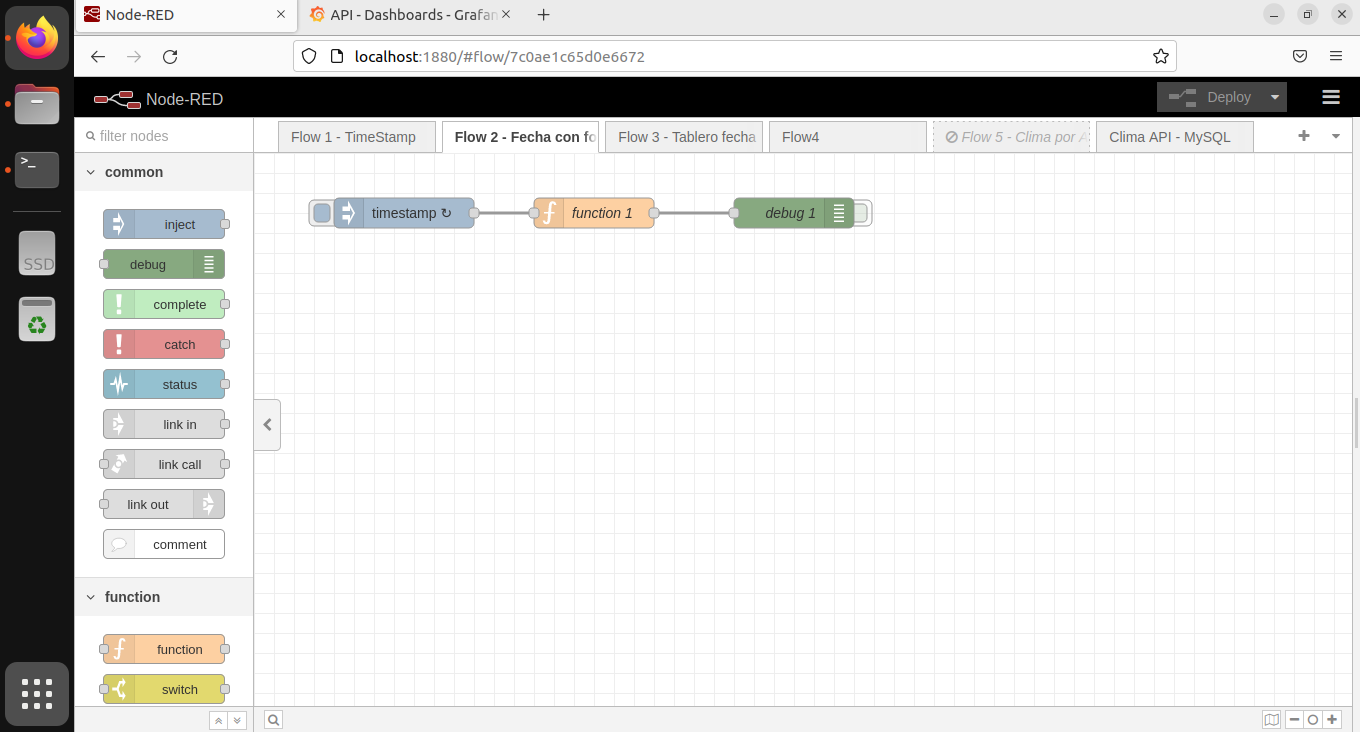 Node-RED
API - Dashboards - Grafan
localhost:1880/#flow/7c0ae1c65d0e6672
Node-RED
Deploy
filter nodes
Flow 1 - TimeStamp
Flow 2 - Fecha con fo
Flow 3 - Tablero fecha
Flow4
Flow 5 - Clima por A
Clima API - MySQL
common
inject
debug
complete
catch
status
link in
link call
link out
comment
function
function
switch
timestamp ↻
function 1
debug 1
>_
SSD